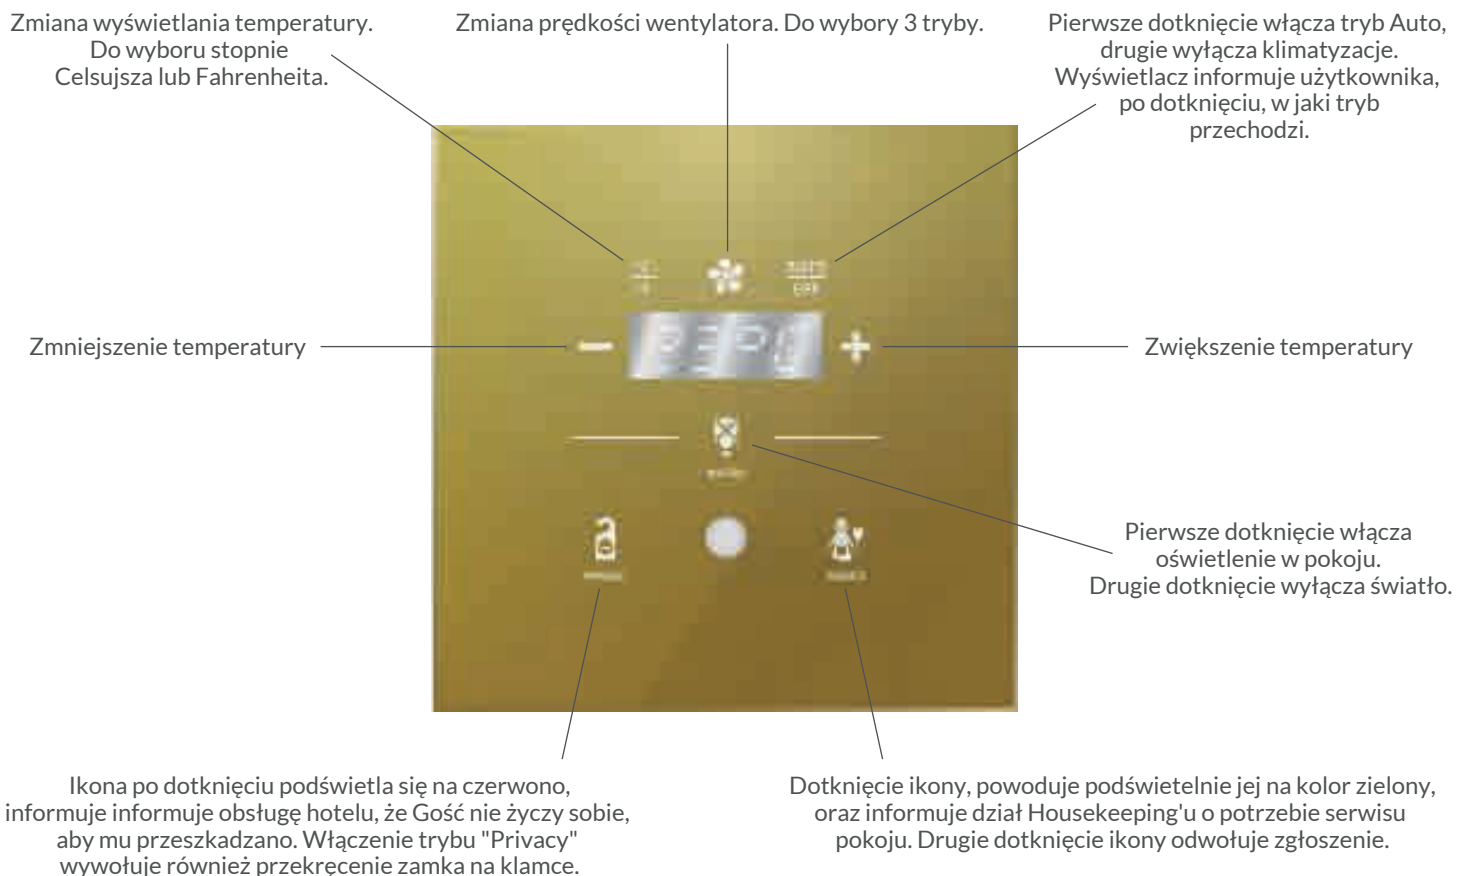 Zmiana wyświetlania temperatury.
Do wyboru stopnie
Celsujsza lub Fahrenheita.
Zmiana prędkości wentylatora. Do wybory 3 tryby.
Pierwsze dotknięcie włącza tryb Auto,
drugie wyłącza klimatyzacje.
Wyświetlacz informuje użytkownika,
po dotknięciu, w jaki tryb
przechodzi.
Zmniejszenie temperatury
Zwiększenie temperatury
Pierwsze dotknięcie włącza
oświetlenie w pokoju.
Drugie dotknięcie wyłącza światło.
Ikona po dotknięciu podświetla się na czerwono,
informuje informuje obsługę hotelu, że Gość nie życzy sobie,
aby mu przeszkadzano. Włączenie trybu "Privacy"
wywołuje również przekręcenie zamka na klamce.
Dotknięcie ikony, powoduje podświetelnie jej na kolor zielony,
oraz informuje dział Housekeeping'u o potrzebie serwisu
pokoju. Drugie dotknięcie ikony odwołuje zgłoszenie.